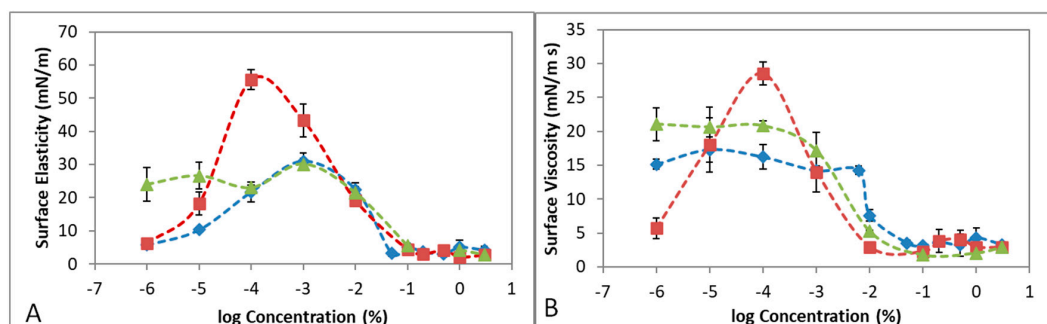 70
60
50
40
30
20
10
0
-7 -6 -5 -4 -3 -2 -1 0 1
Surface Elasticity (mN/m)
log Concentration (%)
A
35
30
25
20
15
10
5
0
-7 -6 -5 -4 -3 -2 -1 0 1
Surface Viscosity (mN/m s)
log Concentration (%)
B